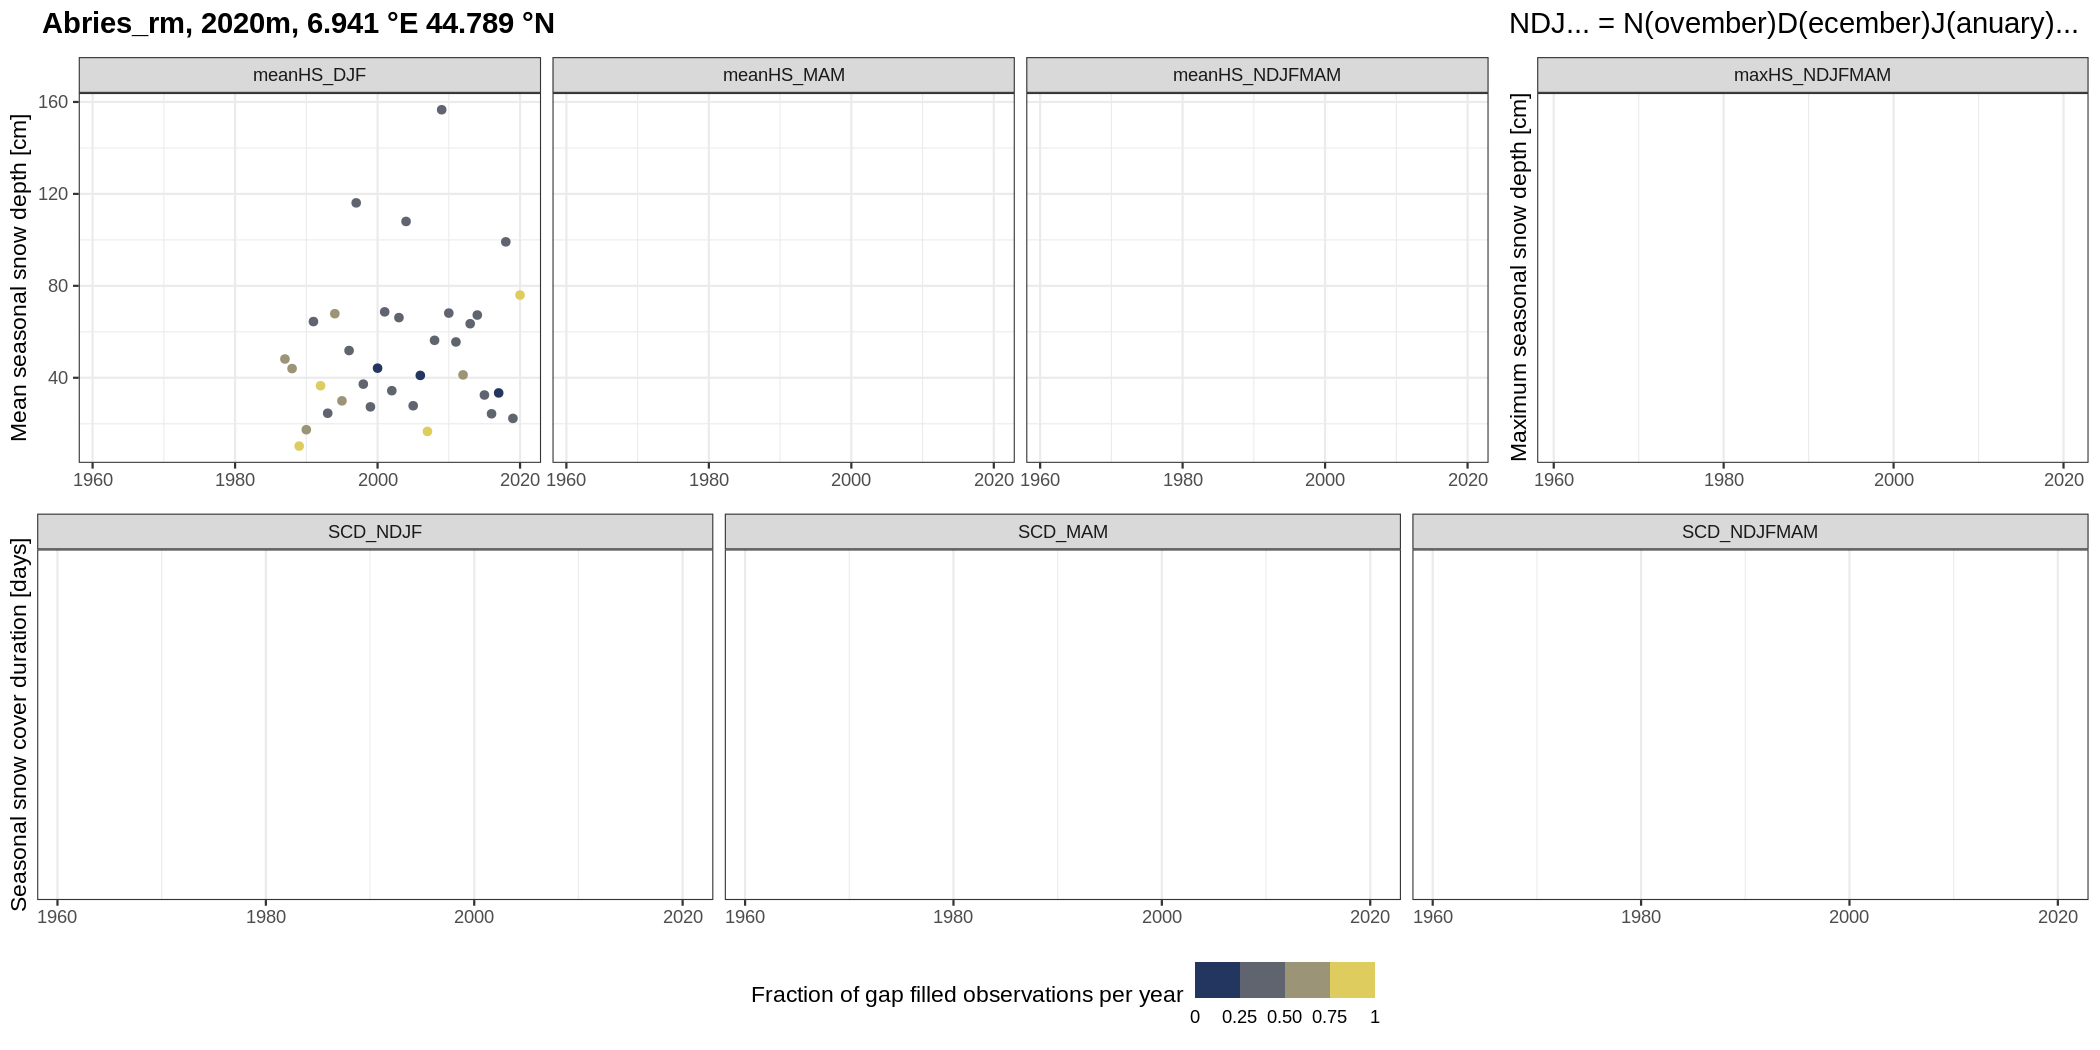 Abries_rm, 2020m, 6.941 °E 44.789 °N
NDJ... = N(ovember)D(ecember)J(anuary)...
meanHS_DJF
meanHS_MAM
meanHS_NDJFMAM
maxHS_NDJFMAM
Mean seasonal snow depth [cm]
160
120
80
40
Maximum seasonal snow depth [cm]
1960 1980 2000 2020
1960 1980 2000 2020
1960 1980 2000 2020
1960 1980 2000 2020
SCD_NDJF
SCD_MAM
SCD_NDJFMAM
Seasonal snow cover duration [days]
1960 1980 2000 2020
1960 1980 2000 2020
1960 1980 2000 2020
Fraction of gap filled observations per year
0 0.25 0.50 0.75 1